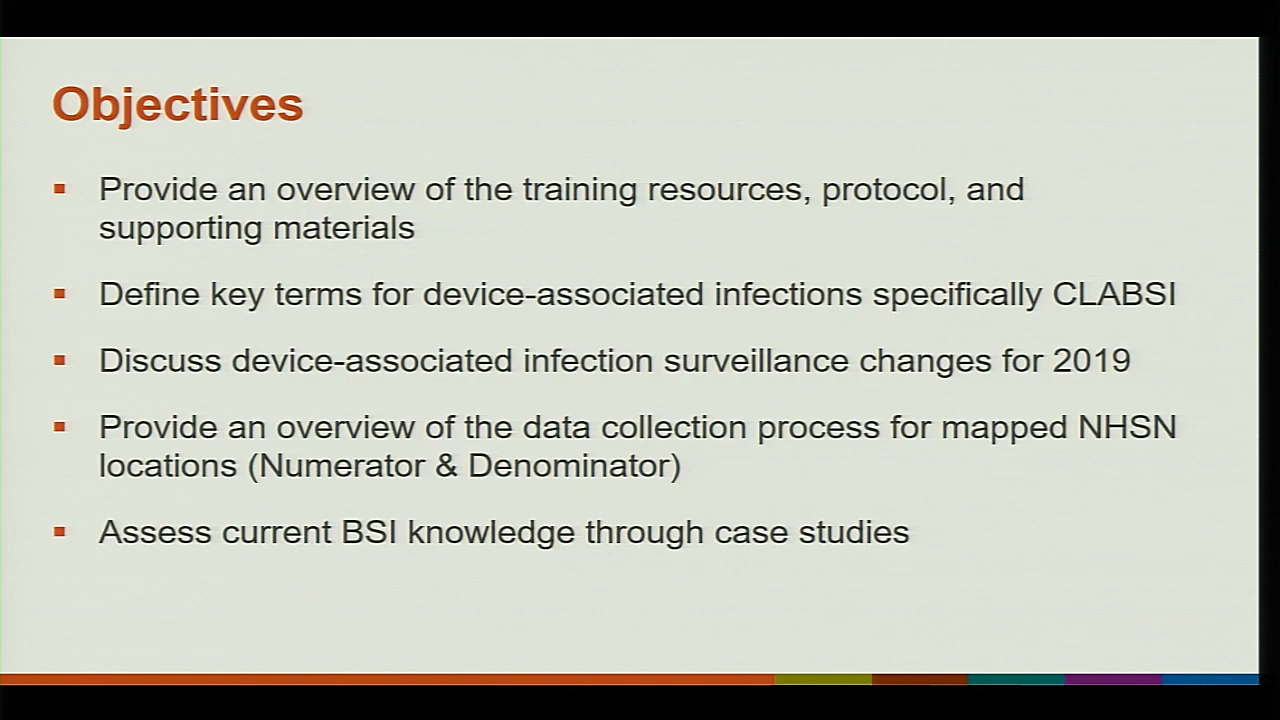 Objectives
Provide an overview of the training resources, protocol, and
supporting materials
Define key terms for device-associated infections specifically CLABSI
Discuss device-associated infection surveillance changes for 2019
Provide an overview of the data collection process for mapped NHSN
locations (Numerator & Denominator)
Assess current BSI knowledge through case studies